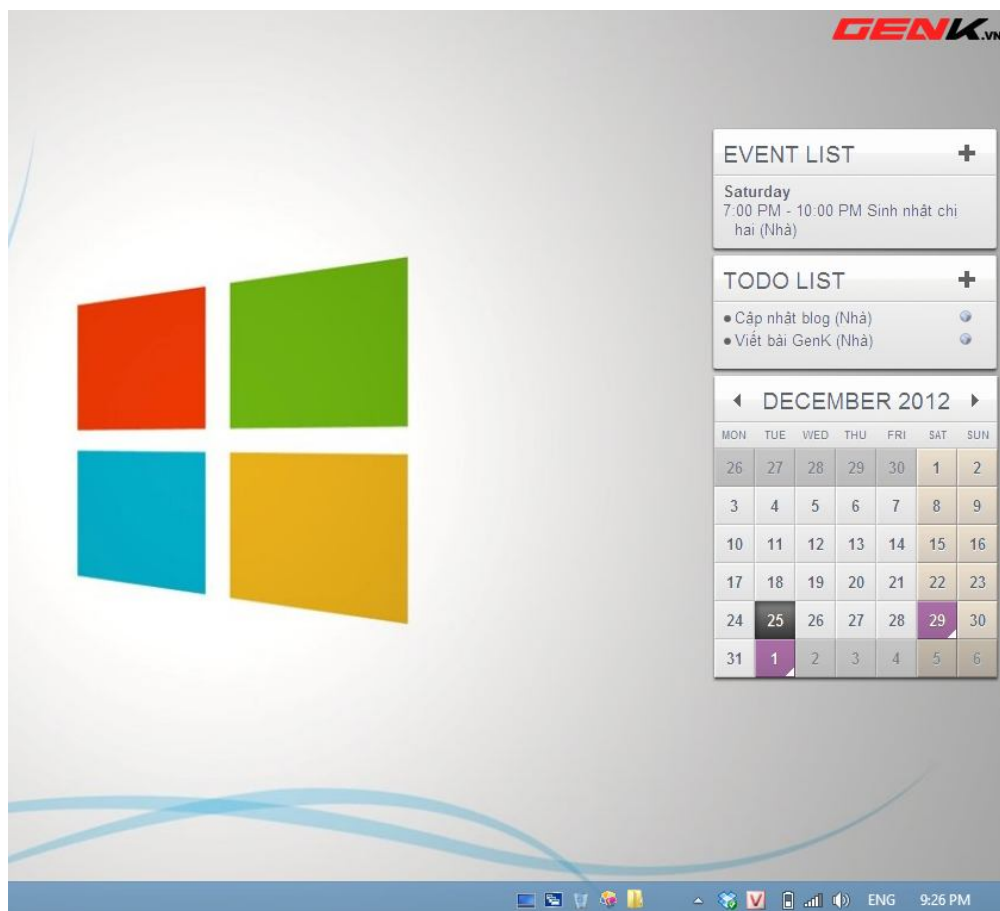 GENK.VN
EVENT LIST
Saturday
7:00 PM - 10:00 PM Sinh nhật chị
hai (Nhà)
TODO LIST
Cập nhật blog (Nhà)
Viết bài GenK (Nhà)
DECEMBER 2012
MON TUE WED THU FRI SAT SUN
26 27 28 29 30 1 2
3 4 5 6 7 8 9
10 11 12 13 14 15 16
17 18 19 20 21 22 23
24 25 26 27 28 29 30
31 1 2 3 4 5 6
V ENG 9:26 PM